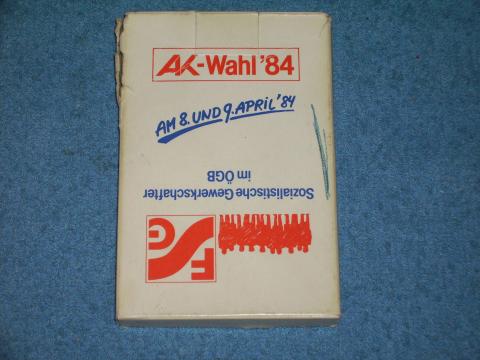 AK-Wahl '84
AM 8. UND 9. APRIL '84
Sozialistische Gewerkschafter
im ÖGB
FSG